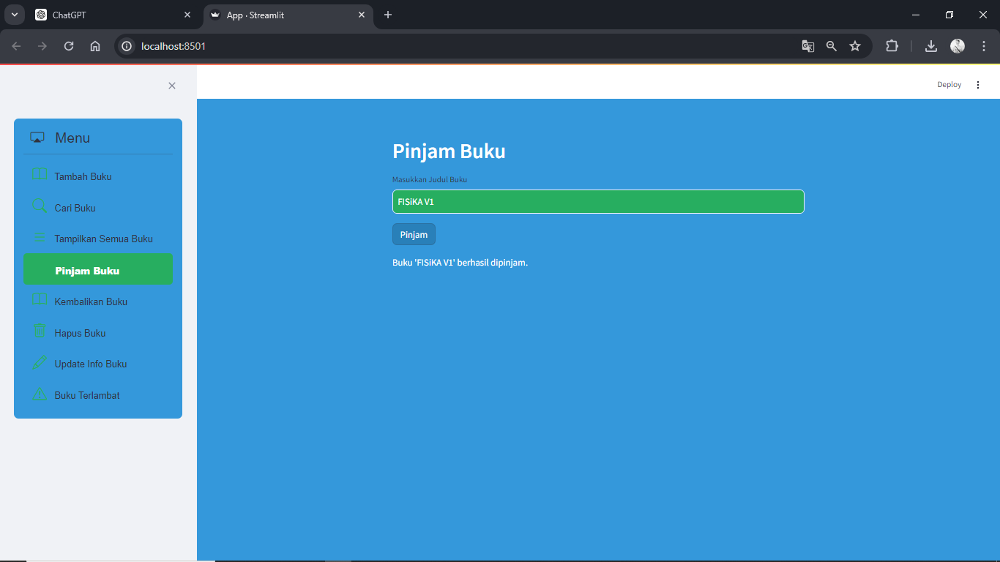 ChatGPT
App · Streamlit
localhost:8501
Deploy
Menu
Tambah Buku
Cari Buku
Tampilkan Semua Buku
Pinjam Buku
Kembalikan Buku
Hapus Buku
Update Info Buku
Buku Terlambat
Pinjam Buku
Masukkan Judul Buku
FISiKA V1
Pinjam
Buku 'FISiKA V1' berhasil dipinjam.